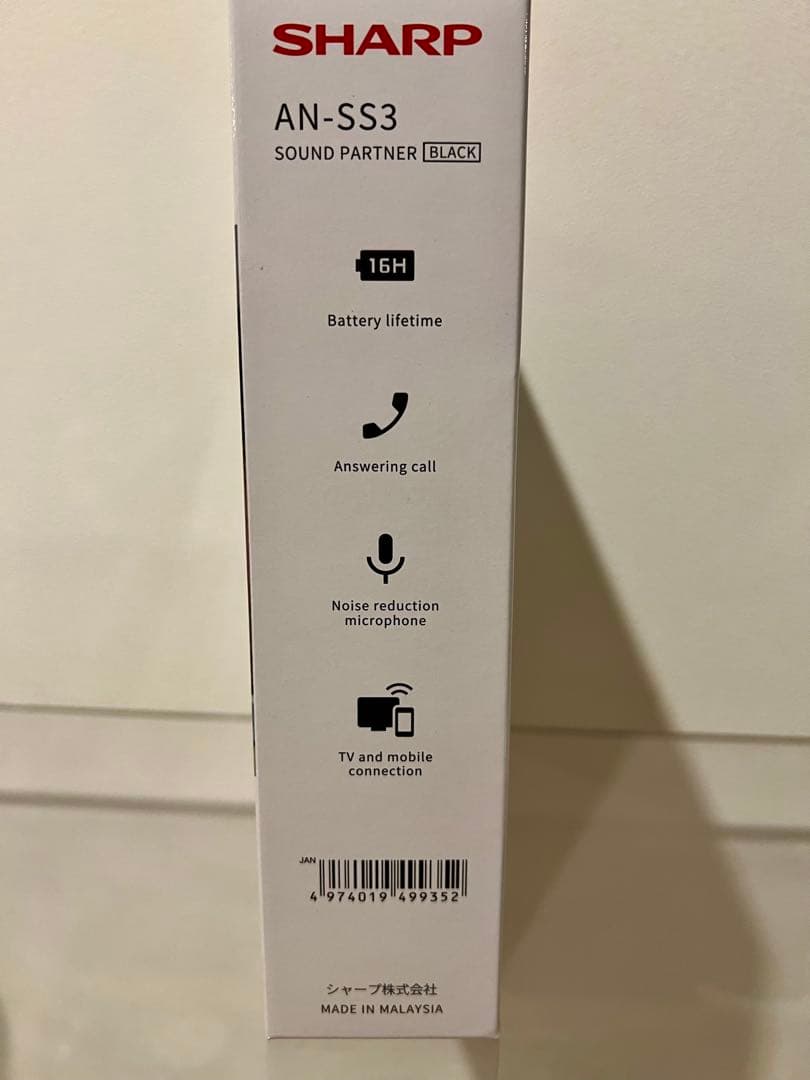 SHARP
AN-SS3
SOUND PARTNER BLACK
16H
Battery lifetime
Answering call
Noise reduction
microphone
TV and mobile
connection
JAN
4 974019 499352
シャープ株式会社
MADE IN MALAYSIA